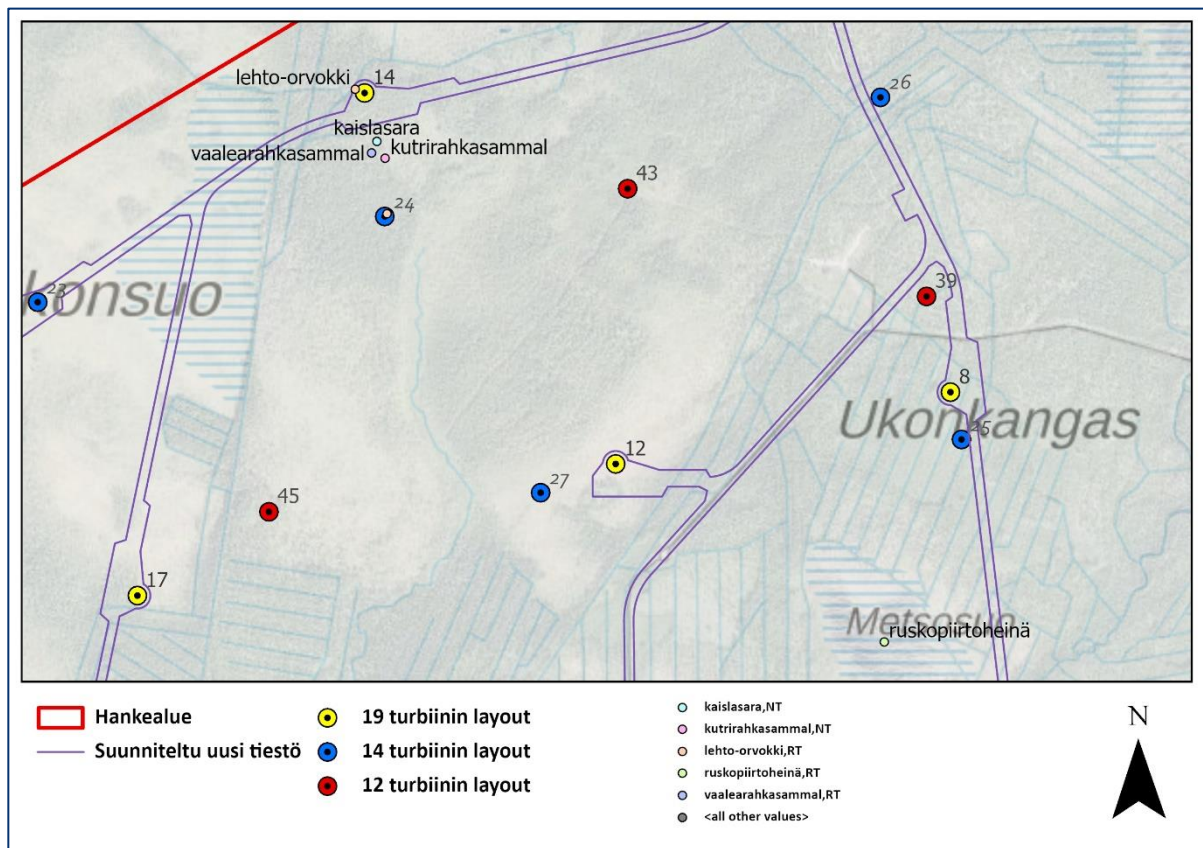 lehto-orvokki
14
26
kaislasara
vaalearahkasammal
kutrirahkasammal
43
24
23
konsuo
39
8
Ukonkangas
25
12
27
45
17
Metsosuo
ruskopiirtoheinä
Hankealue
Suunniteltu uusi tiestö
19 turbiinin layout
14 turbiinin layout
12 turbiinin layout
kaislasara,NT
kutrirahkasammal,NT
lehto-orvokki,RT
ruskopiirtoheinä,RT
vaalearahkasammal,RT
<all other values>
N